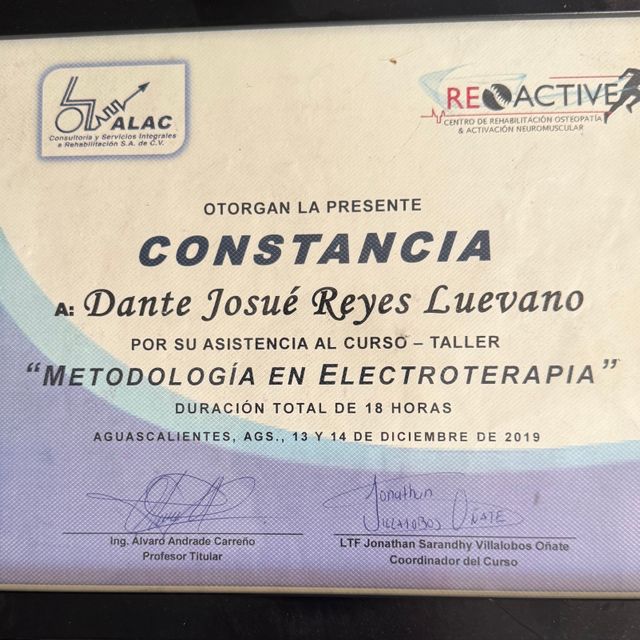 ALAC
Consultoría y Servicios Integrales
a Rehabilitación S.A. de C.V.
REACTIVE
CENTRO DE REHABILITACIÓN OSTEOPATÍA
& ACTIVACIÓN NEUROMUSCULAR
OTORGAN LA PRESENTE
CONSTANCIA
A: Dante Josué Reyes Luevano
POR SU ASISTENCIA AL CURSO – TALLER
“METODOLOGÍA EN ELECTROTERAPIA”
DURACIÓN TOTAL DE 18 HORAS
AGUASCALIENTES, AGS., 13 Y 14 DE DICIEMBRE DE 2019
Jonathan
Villalobos Oñate
Ing. Alvaro Andrade Carreño
Profesor Titular
LTF Jonathan Sarandhy Villalobos Oñate
Coordinador del Curso